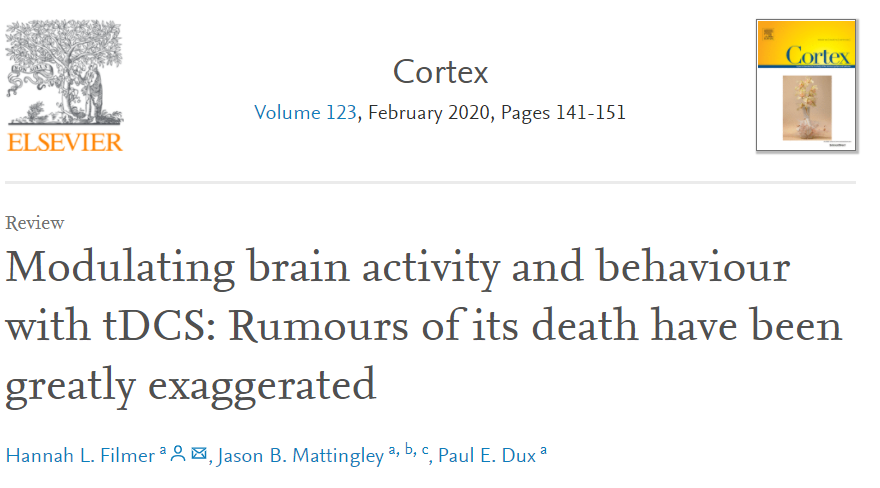 Cortex
Volume 123, February 2020, Pages 141-151
ELSEVIER
Cortex
Review
Modulating brain activity and behaviour
with tDCS: Rumours of its death have been
greatly exaggerated
Hannah L. Filmer a, Jason B. Mattingley a, b, c, Paul E. Dux a